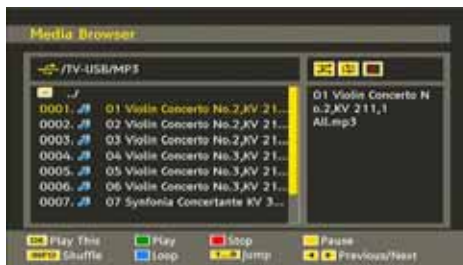 Media Browser
/TV-USB/MP3
../
0001. 01 Violin Concerto No.2,KV 21...
0002. 02 Violin Concerto No.2,KV 21...
0003. 03 Violin Concerto No.2,KV 21...
0004. 04 Violin Concerto No.3,KV 21...
0005. 05 Violin Concerto No.3,KV 21...
0006. 06 Violin Concerto No.3,KV 21...
0007. 07 Symfonia Concertante KV 3...
01 Violin Concerto N
o.2,KV 211,1
All.mp3
OK Play This Play Stop Pause
INFO Shuffle Loop 1...0 Jump Previous/Next